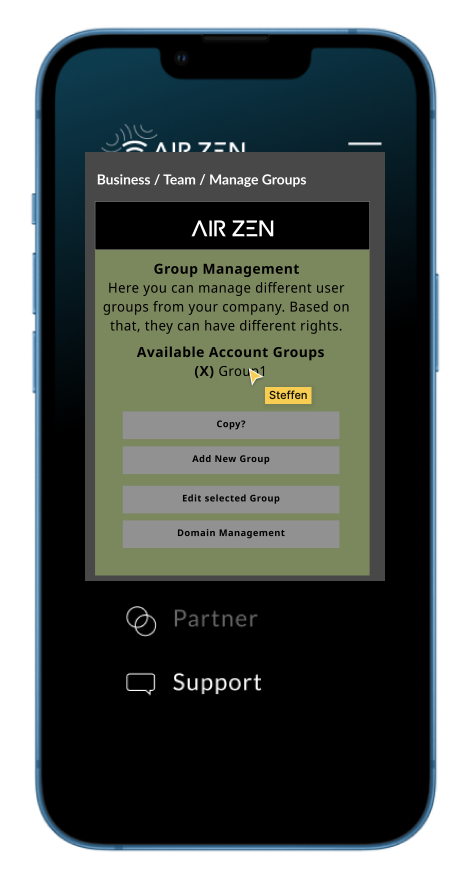 AIR ZEN
Business / Team / Manage Groups
AIR ZEN
Group Management
Here you can manage different user
groups from your company. Based on
that, they can have different rights.
Available Account Groups
(X) Group1
Steffen
Copy?
Add New Group
Edit selected Group
Domain Management
Partner
Support